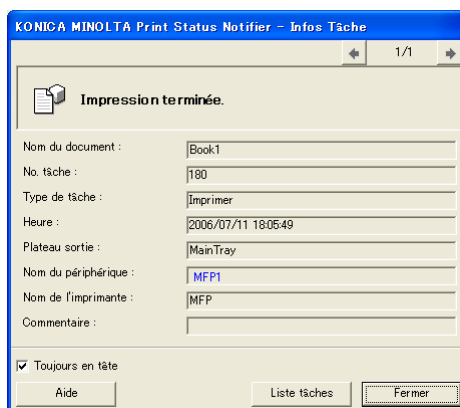 KONICA MINOLTA Print Status Notifier - Infos Tâche
1/1
Impression terminée.
Nom du document : Book1
No. tâche : 180
Type de tâche : Imprimer
Heure : 2006/07/11 18:05:49
Plateau sortie : MainTray
Nom du périphérique : MFP1
Nom de l'imprimante : MFP
Commentaire :
Toujours en tête
Aide Liste tâches Fermer